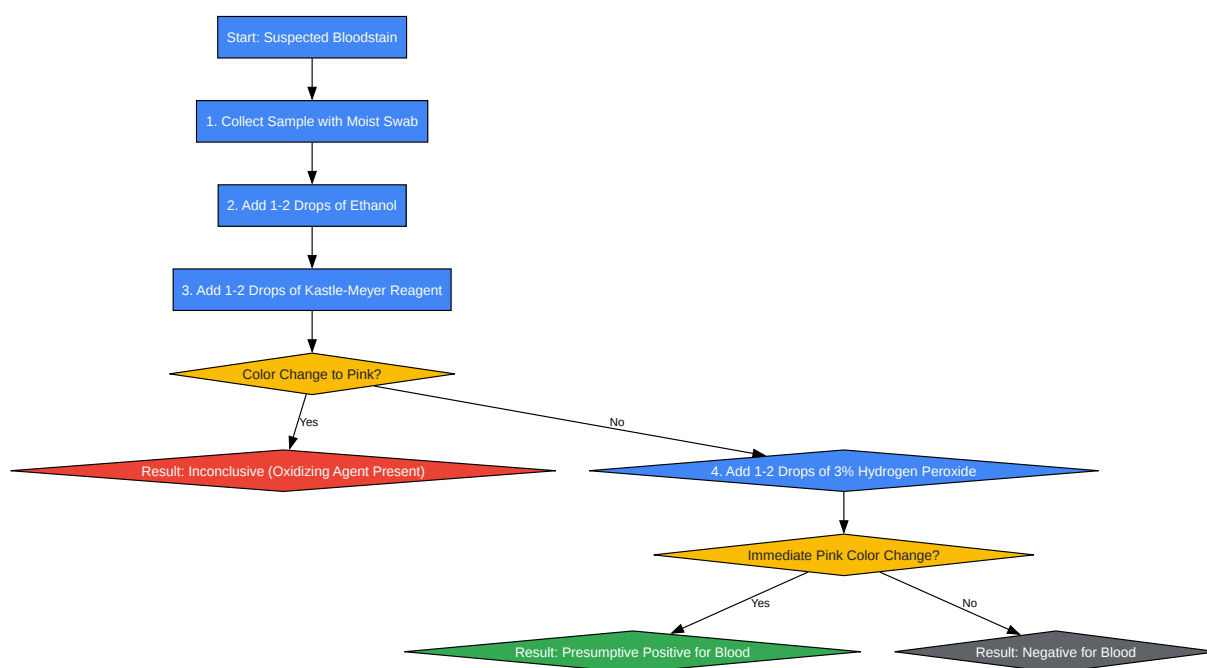 Start: Suspected Bloodstain
1. Collect Sample with Moist Swab
2. Add 1-2 Drops of Ethanol
3. Add 1-2 Drops of Kastle-Meyer Reagent
Color Change to Pink?
Yes
No
Result: Inconclusive (Oxidizing Agent Present)
4. Add 1-2 Drops of 3% Hydrogen Peroxide
Immediate Pink Color Change?
Yes
No
Result: Presumptive Positive for Blood
Result: Negative for Blood